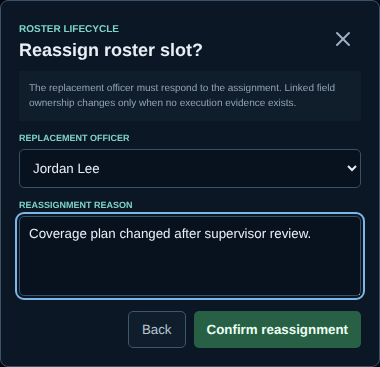 ROSTER LIFECYCLE
Reassign roster slot?
The replacement officer must respond to the assignment. Linked field
ownership changes only when no execution evidence exists.
REPLACEMENT OFFICER
Jordan Lee
REASSIGNMENT REASON
Coverage plan changed after supervisor review.
Back
Confirm reassignment